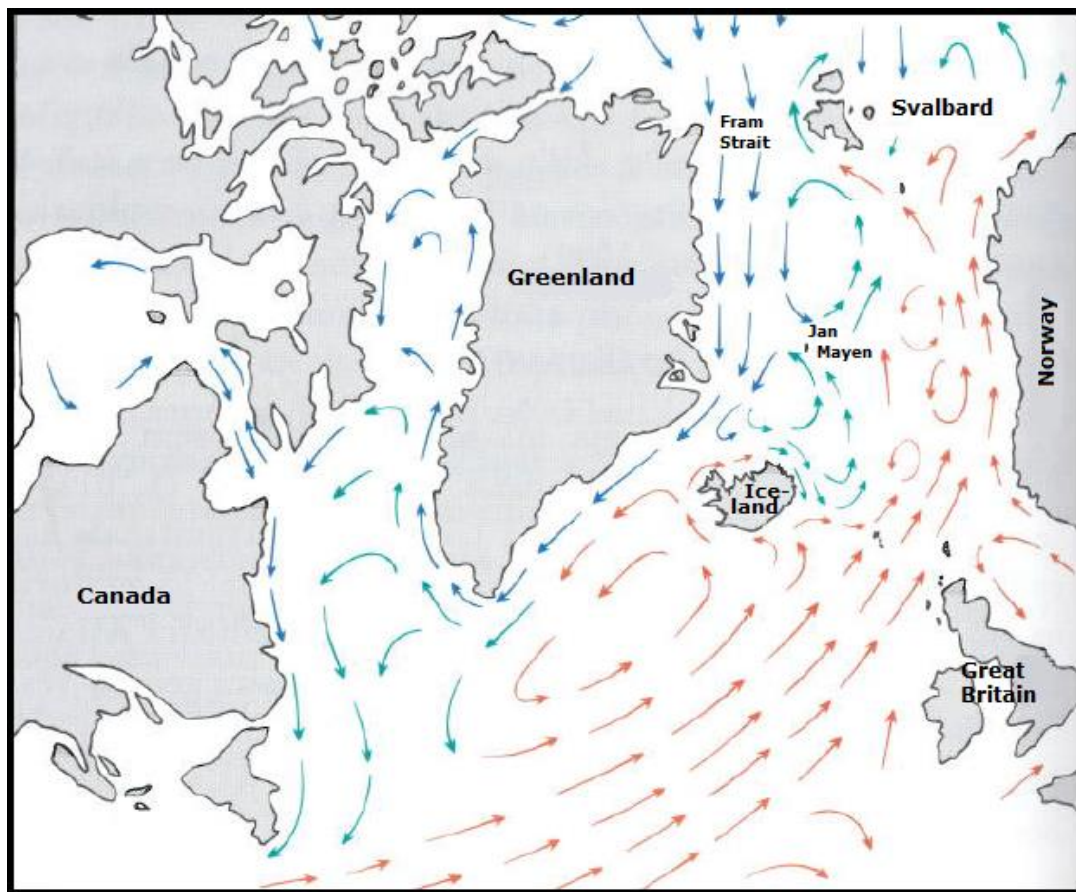 Svalbard
Fram
Strait
Greenland
Jan
Mayen
Norway
Ice-
land
Canada
Great
Britain